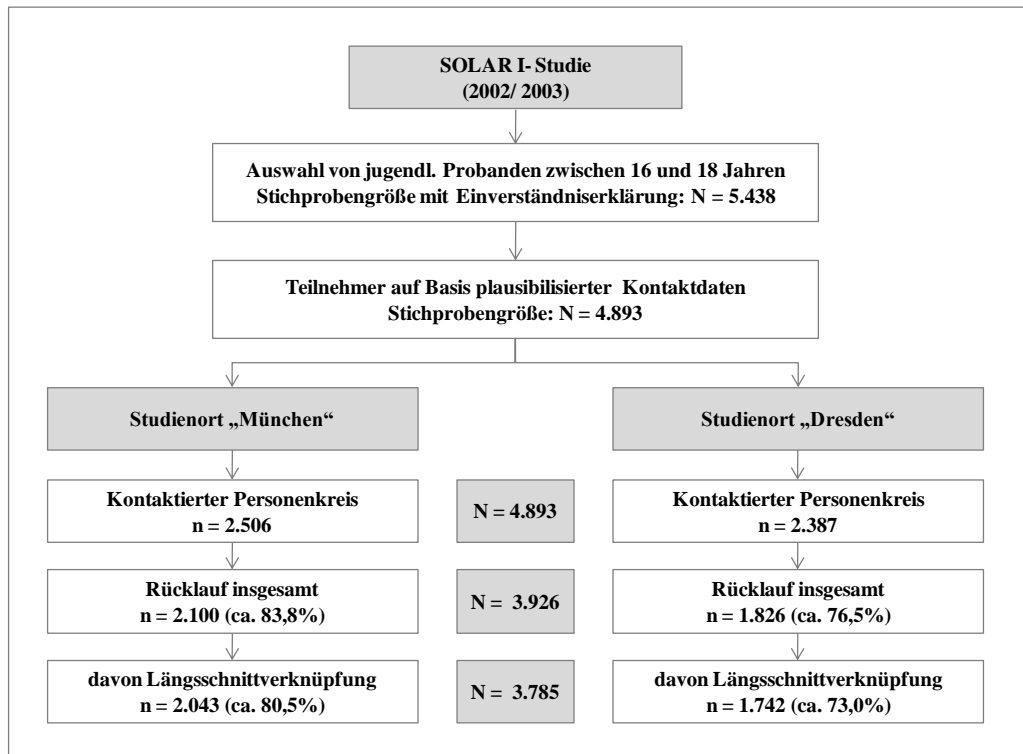 SOLAR I- Studie
(2002/ 2003)
Auswahl von jugendl. Probanden zwischen 16 und 18 Jahren
Stichprobengröße mit Einverständniserklärung: N = 5.438
Teilnehmer auf Basis plausibilisierter Kontaktdaten
Stichprobengröße: N = 4.893
Studienort „München“
Studienort „Dresden“
Kontaktierter Personenkreis
n = 2.506
N = 4.893
Kontaktierter Personenkreis
n = 2.387
Rücklauf insgesamt
n = 2.100 (ca. 83,8%)
N = 3.926
Rücklauf insgesamt
n = 1.826 (ca. 76,5%)
davon Längsschnittverknüpfung
n = 2.043 (ca. 80,5%)
N = 3.785
davon Längsschnittverknüpfung
n = 1.742 (ca. 73,0%)